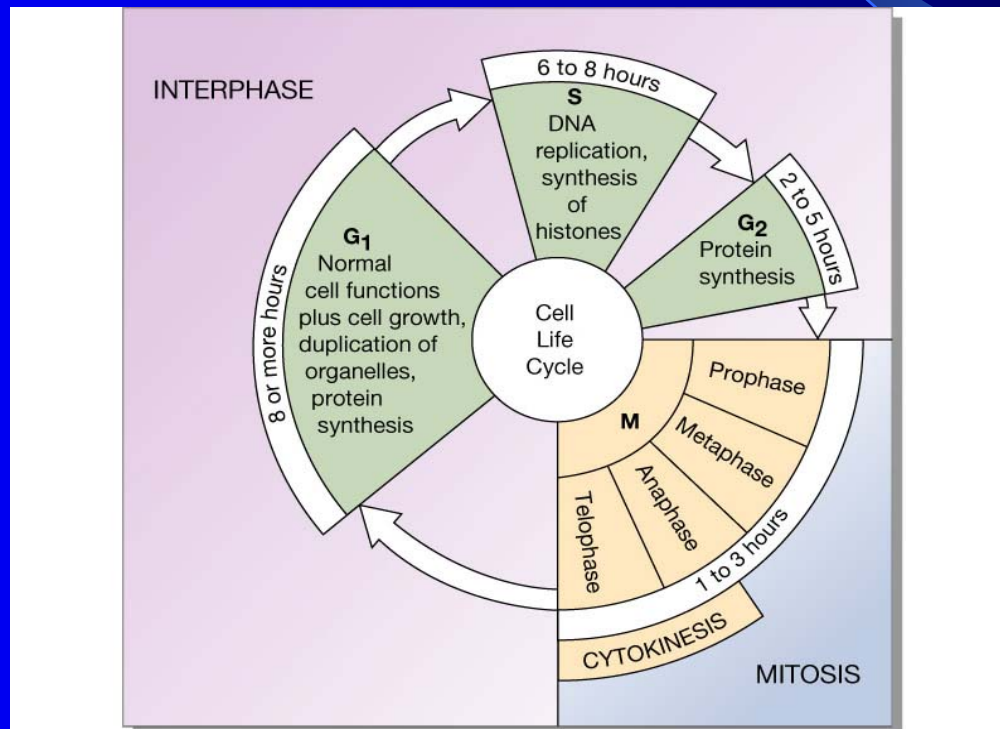 INTERPHASE
6 to 8 hours
S
DNA
replication,
synthesis
of
histones
2 to 5 hours
G2
Protein
synthesis
8 or more hours
G1
Normal
cell functions
plus cell growth,
duplication of
organelles,
protein
synthesis
Cell
Life
Cycle
M
Prophase
Metaphase
Anaphase
Telophase
1 to 3 hours
CYTOKINESIS
MITOSIS